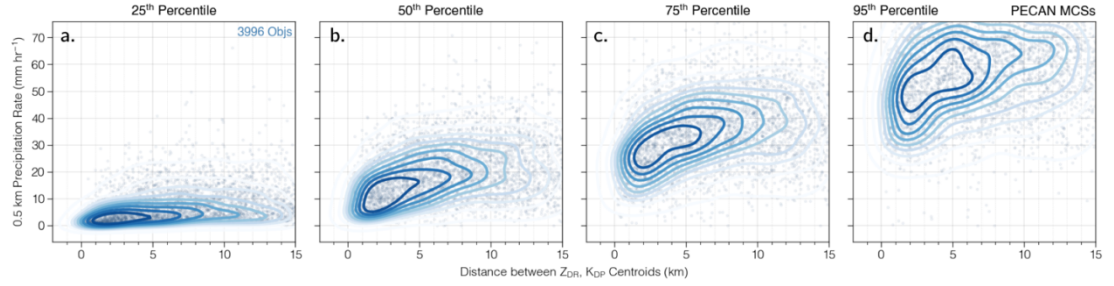 25th Percentile 50th Percentile 75th Percentile 95th Percentile PECAN MCSs
a. 3996 Objs b. c. d.
0.5 km Precipitation Rate (mm hr⁻¹)
70
60
50
40
30
20
10
0
0 5 10 15 0 5 10 15 0 5 10 15 0 5 10 15
Distance between Z_DR, K_DP Centroids (km)